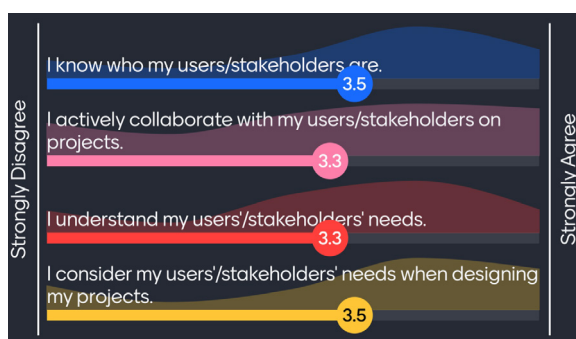 Strongly Disagree
I know who my users/stakeholders are.
3.5
I actively collaborate with my users/stakeholders on
projects.
3.3
I understand my users'/stakeholders' needs.
3.3
I consider my users'/stakeholders' needs when designing
my projects.
3.5
Strongly Agree